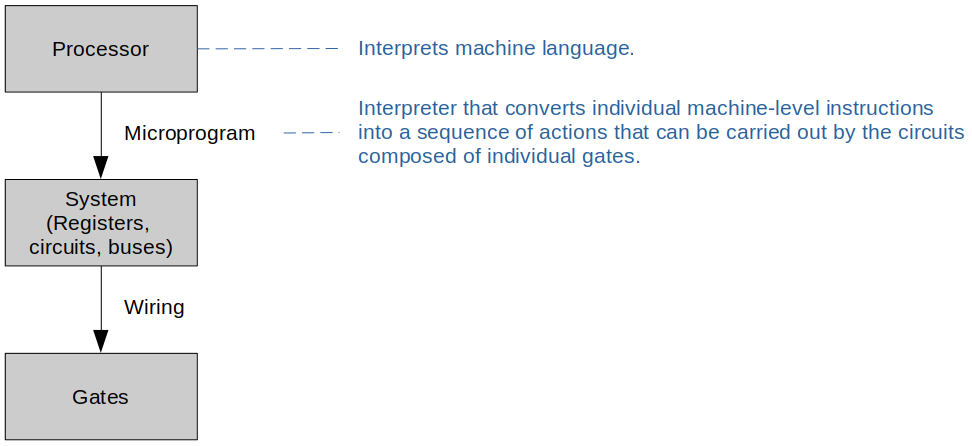 Processor
Interprets machine language.
Microprogram
Interpreter that converts individual machine-level instructions
into a sequence of actions that can be carried out by the circuits
composed of individual gates.
System
(Registers,
circuits, buses)
Wiring
Gates